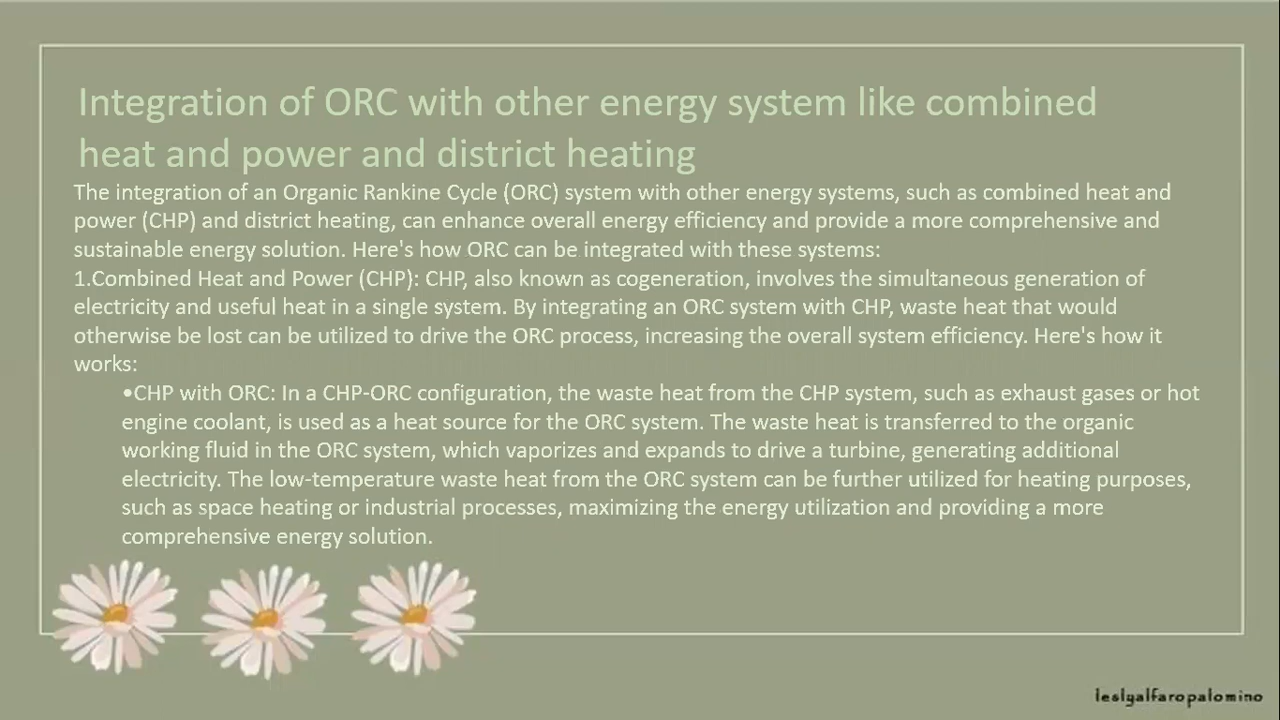 Integration of ORC with other energy system like combined
heat and power and district heating
The integration of an Organic Rankine Cycle (ORC) system with other energy systems, such as combined heat and
power (CHP) and district heating, can enhance overall energy efficiency and provide a more comprehensive and
sustainable energy solution. Here's how ORC can be integrated with these systems:
1.Combined Heat and Power (CHP): CHP, also known as cogeneration, involves the simultaneous generation of
electricity and useful heat in a single system. By integrating an ORC system with CHP, waste heat that would
otherwise be lost can be utilized to drive the ORC process, increasing the overall system efficiency. Here's how it
works:
•CHP with ORC: In a CHP-ORC configuration, the waste heat from the CHP system, such as exhaust gases or hot
engine coolant, is used as a heat source for the ORC system. The waste heat is transferred to the organic
working fluid in the ORC system, which vaporizes and expands to drive a turbine, generating additional
electricity. The low-temperature waste heat from the ORC system can be further utilized for heating purposes,
such as space heating or industrial processes, maximizing the energy utilization and providing a more
comprehensive energy solution.
leslyalfaropalomino